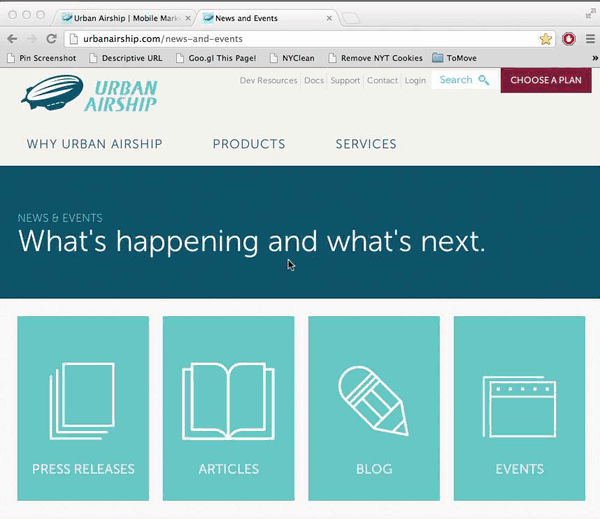 Urban Airship | Mobile Mark
News and Events
urbanairship.com/news-and-events
Pin Screenshot Descriptive URL Goo.gl This Page! NYClean Remove NYT Cookies ToMove »
URBAN
AIRSHIP
Dev Resources Docs Support Contact Login Search CHOOSE A PLAN
WHY URBAN AIRSHIP PRODUCTS SERVICES
NEWS & EVENTS
What's happening and what's next.
PRESS RELEASES ARTICLES BLOG EVENTS